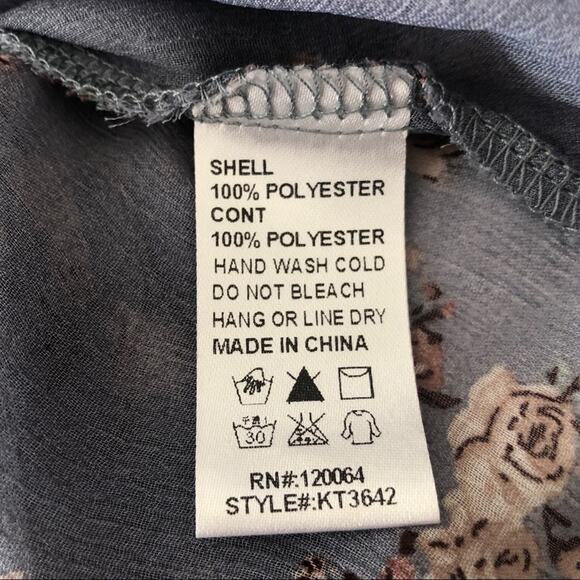 SHELL
100% POLYESTER
CONT
100% POLYESTER
HAND WASH COLD
DO NOT BLEACH
HANG OR LINE DRY
MADE IN CHINA
30
RN#:120064
STYLE#:KT3642